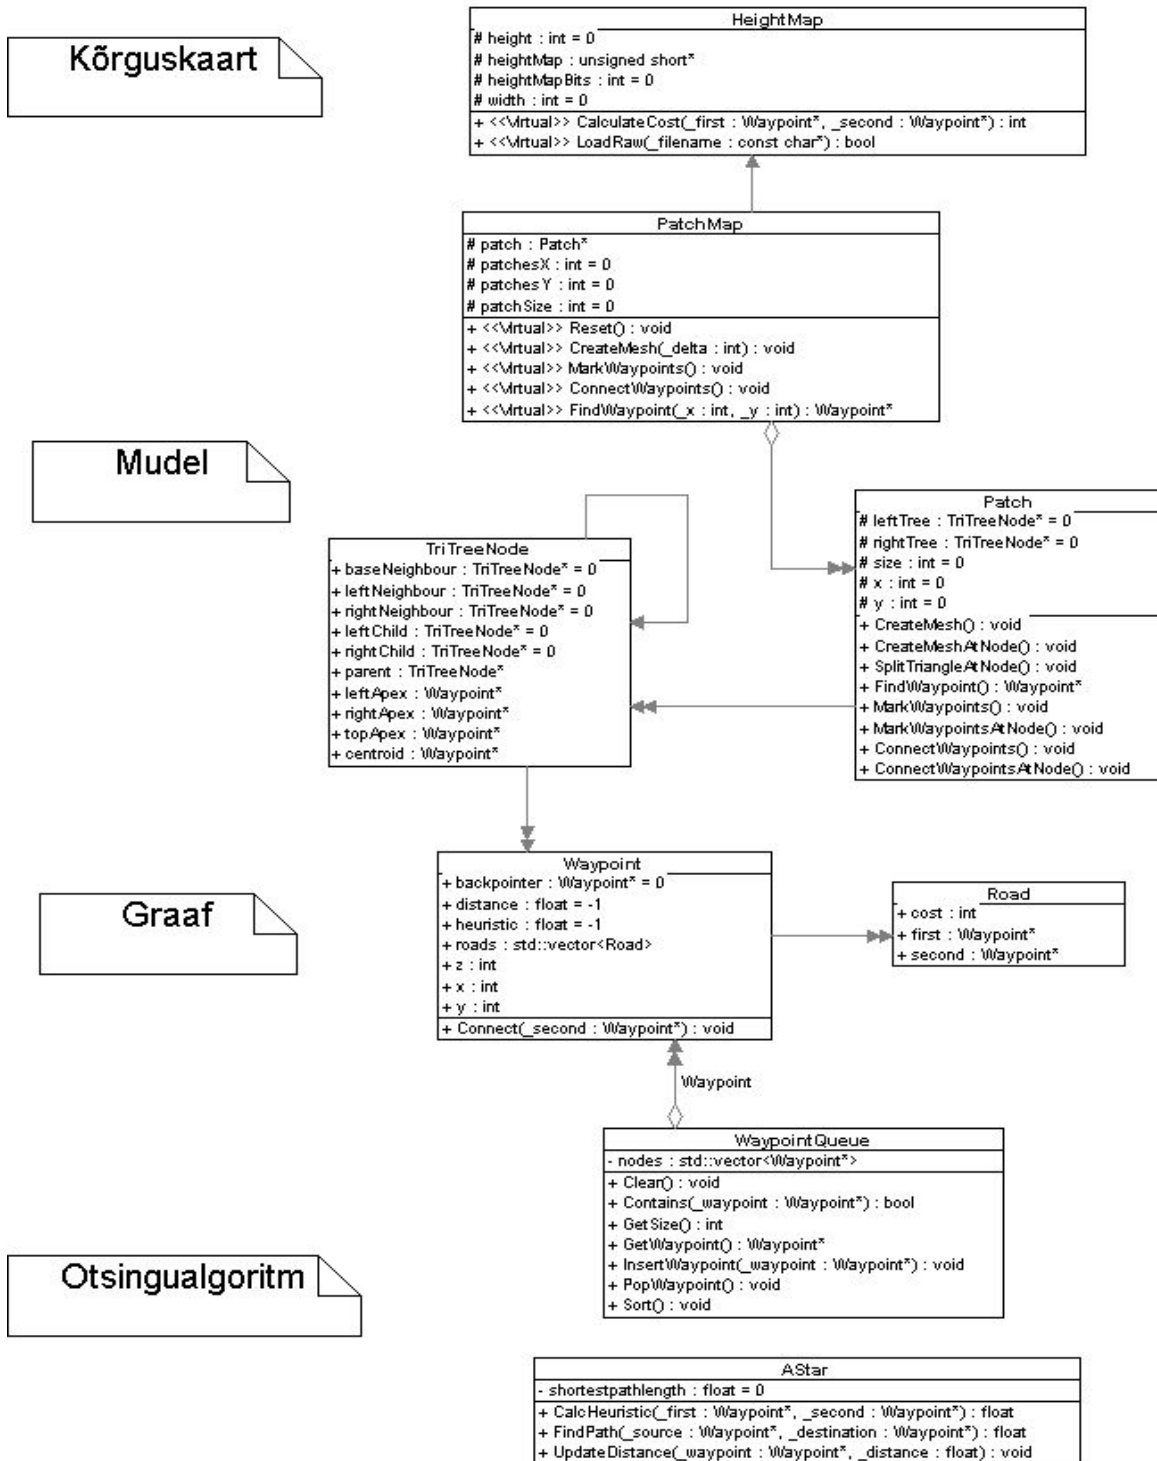 Kõrguskaart
HeightMap
# height : int = 0
# heightMap : unsigned short*
# heightMapBits : int = 0
# width : int = 0
+ <<Virtual>> CalculateCost(_first : Waypoint*, _second : Waypoint*) : int
+ <<Virtual>> LoadRaw(_filename : const char*) : bool
PatchMap
# patch : Patch*
# patchesX : int = 0
# patchesY : int = 0
# patchSize : int = 0
+ <<Virtual>> Reset() : void
+ <<Virtual>> CreateMesh(_delta : int) : void
+ <<Virtual>> MarkWaypoints() : void
+ <<Virtual>> ConnectWaypoints() : void
+ <<Virtual>> FindWaypoint(_x : int, _y : int) : Waypoint*
Mudel
Patch
# leftTree : TriTreeNode* = 0
# rightTree : TriTreeNode* = 0
# size : int = 0
# x : int = 0
# y : int = 0
+ CreateMesh() : void
+ CreateMeshAtNode() : void
+ SplitTriangleAtNode() : void
+ FindWaypoint() : Waypoint*
+ MarkWaypoints() : void
+ MarkWaypointsAtNode() : void
+ ConnectWaypoints() : void
+ ConnectWaypointsAtNode() : void
TriTreeNode
+ baseNeighbour : TriTreeNode* = 0
+ leftNeighbour : TriTreeNode* = 0
+ rightNeighbour : TriTreeNode* = 0
+ leftChild : TriTreeNode* = 0
+ rightChild : TriTreeNode* = 0
+ parent : TriTreeNode*
+ leftApex : Waypoint*
+ rightApex : Waypoint*
+ topApex : Waypoint*
+ centroid : Waypoint*
Graaf
Waypoint
+ backpointer : Waypoint* = 0
+ distance : float = -1
+ heuristic : float = -1
+ roads : std::vector<Road>
+ z : int
+ x : int
+ y : int
+ Connect(_second : Waypoint*) : void
Road
+ cost : int
+ first : Waypoint*
+ second : Waypoint*
Waypoint
WaypointQueue
- nodes : std::vector<Waypoint*>
+ Clear() : void
+ Contains(_waypoint : Waypoint*) : bool
+ GetSize() : int
+ GetWaypoint() : Waypoint*
+ InsertWaypoint(_waypoint : Waypoint*) : void
+ PopWaypoint() : void
+ Sort() : void
Otsingualgoritm
AStar
- shortestpathlength : float = 0
+ CalcHeuristic(_first : Waypoint*, _second : Waypoint*) : float
+ FindPath(_source : Waypoint*, _destination : Waypoint*) : float
+ UpdateDistance(_waypoint : Waypoint*, _distance : float) : void